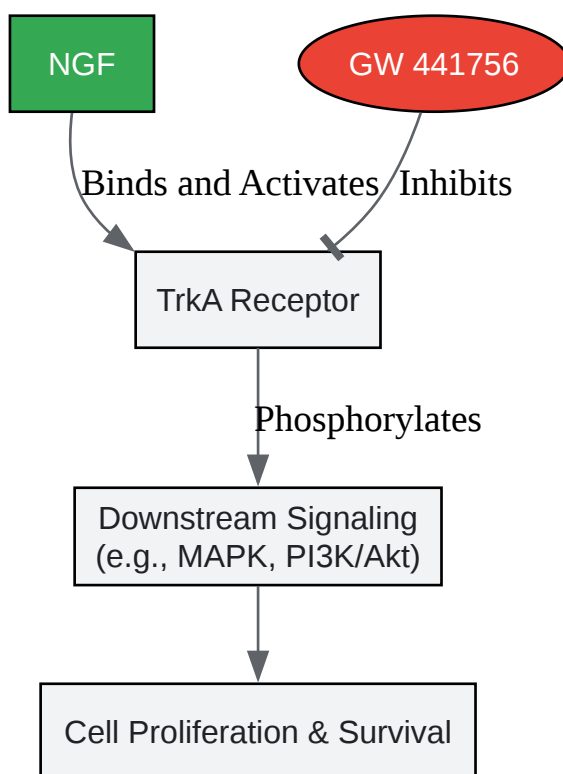 NGF
GW 441756
Binds and Activates
Inhibits
TrkA Receptor
Phosphorylates
Downstream Signaling
(e.g., MAPK, PI3K/Akt)
Cell Proliferation & Survival